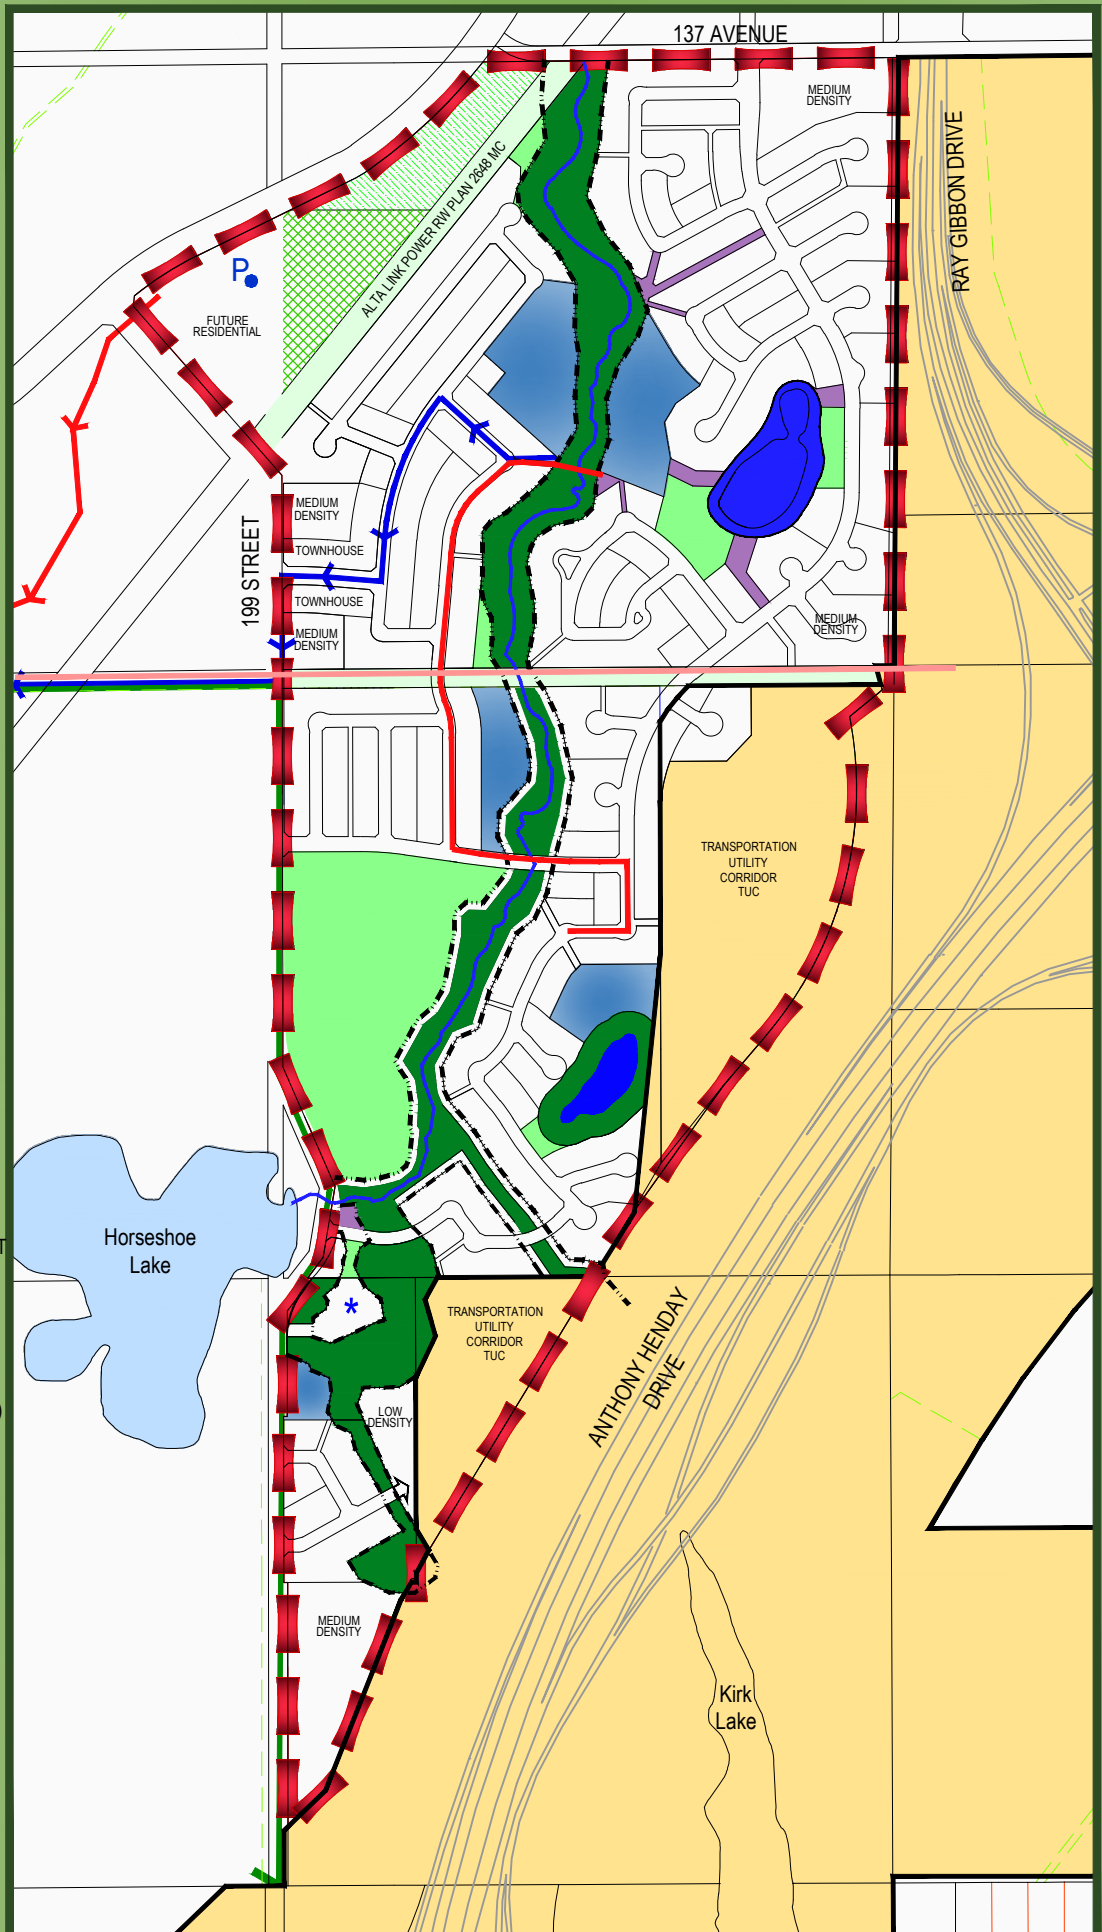 137 AVENUE
MEDIUM
DENSITY
RAY GIBBON DRIVE
ALTA LINK POWER RW PLAN 2648 MC
P
FUTURE
RESIDENTIAL
MEDIUM
DENSITY
TOWNHOUSE
199 STREET
TOWNHOUSE
MEDIUM
DENSITY
MEDIUM
DENSITY
TRANSPORTATION
UTILITY
CORRIDOR
TUC
Horseshoe
Lake
T
*
TRANSPORTATION
UTILITY
CORRIDOR
TUC
ANTHONY HENDAY
DRIVE
)
LOW
DENSITY
MEDIUM
DENSITY
Kirk
Lake